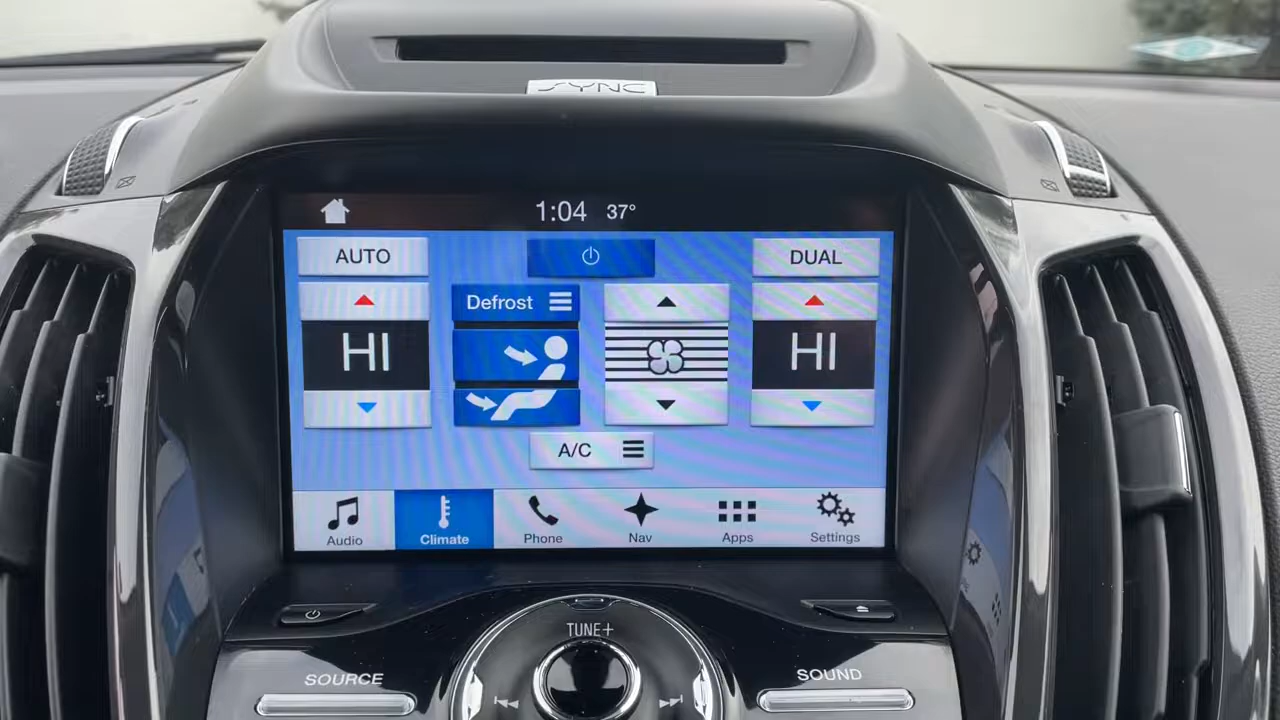 SYNC
1:04 37°
AUTO
DUAL
Defrost
HI
HI
A/C
Audio
Climate
Phone
Nav
Apps
Settings
TUNE+
SOURCE
SOUND